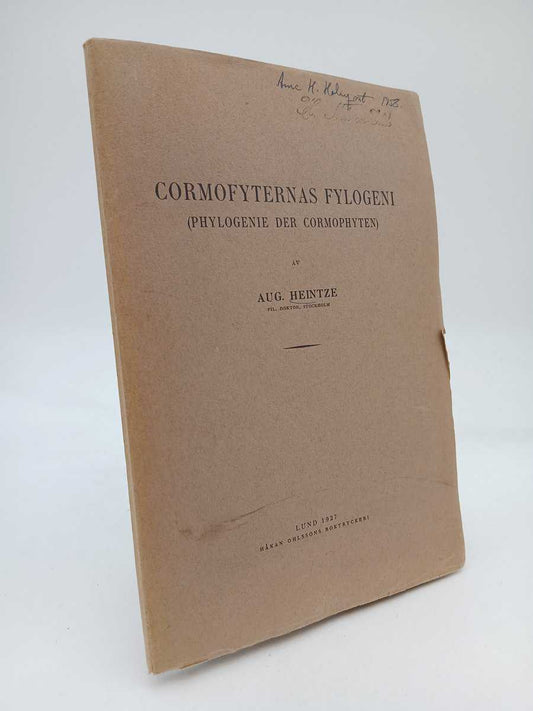 H.
CORMOFYTERNAS FYLOGENI
(PHYLOGENIE DER CORMOPHYTEN)
AV
AUG. HEINTZE
FIL. DOKTOR, STOCKHOLM
LUND 1927
HÅKAN OHLSSONS BOKTRYCKERI